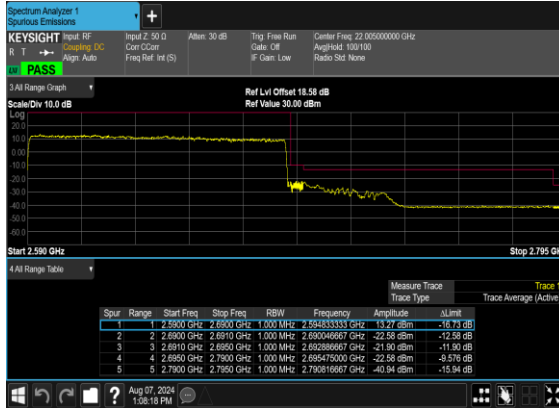 Spectrum Analyzer 1
Spurious Emissions
KEYSIGHT Input: RF Input Z: 50 Ω Atten: 30 dB Trig: Free Run Center Freq: 22.005000000 GHz
R T Coupling: DC Corr CCorr Gate: Off Avg|Hold: 100/100
Align: Auto Freq Ref: Int (S) IF Gain: Low Radio Std: None
PASS
3 All Range Graph
Ref Lvl Offset 18.58 dB
Scale/Div 10.0 dB Ref Value 30.00 dBm
Log
20.0
10.0
0.00
-10.0
-20.0
-30.0
-40.0
-50.0
-60.0
Start 2.590 GHz Stop 2.795 GH
4 All Range Table
Measure Trace Trace 1
Trace Type Trace Average (Active
Spur Range Start Freq Stop Freq RBW Frequency Amplitude ΔLimit
1 1 2.5900 GHz 2.6900 GHz 1.000 MHz 2.594833333 GHz 13.27 dBm -16.73 dB
2 2 2.6900 GHz 2.6910 GHz 1.000 MHz 2.690046667 GHz -22.58 dBm -12.58 dB
3 3 2.6910 GHz 2.6950 GHz 1.000 MHz 2.692886667 GHz -21.90 dBm -11.90 dB
4 4 2.6950 GHz 2.7900 GHz 1.000 MHz 2.695475000 GHz -22.58 dBm -9.576 dB
5 5 2.7900 GHz 2.7950 GHz 1.000 MHz 2.790816667 GHz -40.94 dBm -15.94 dB
Aug 07, 2024
1:08:18 PM